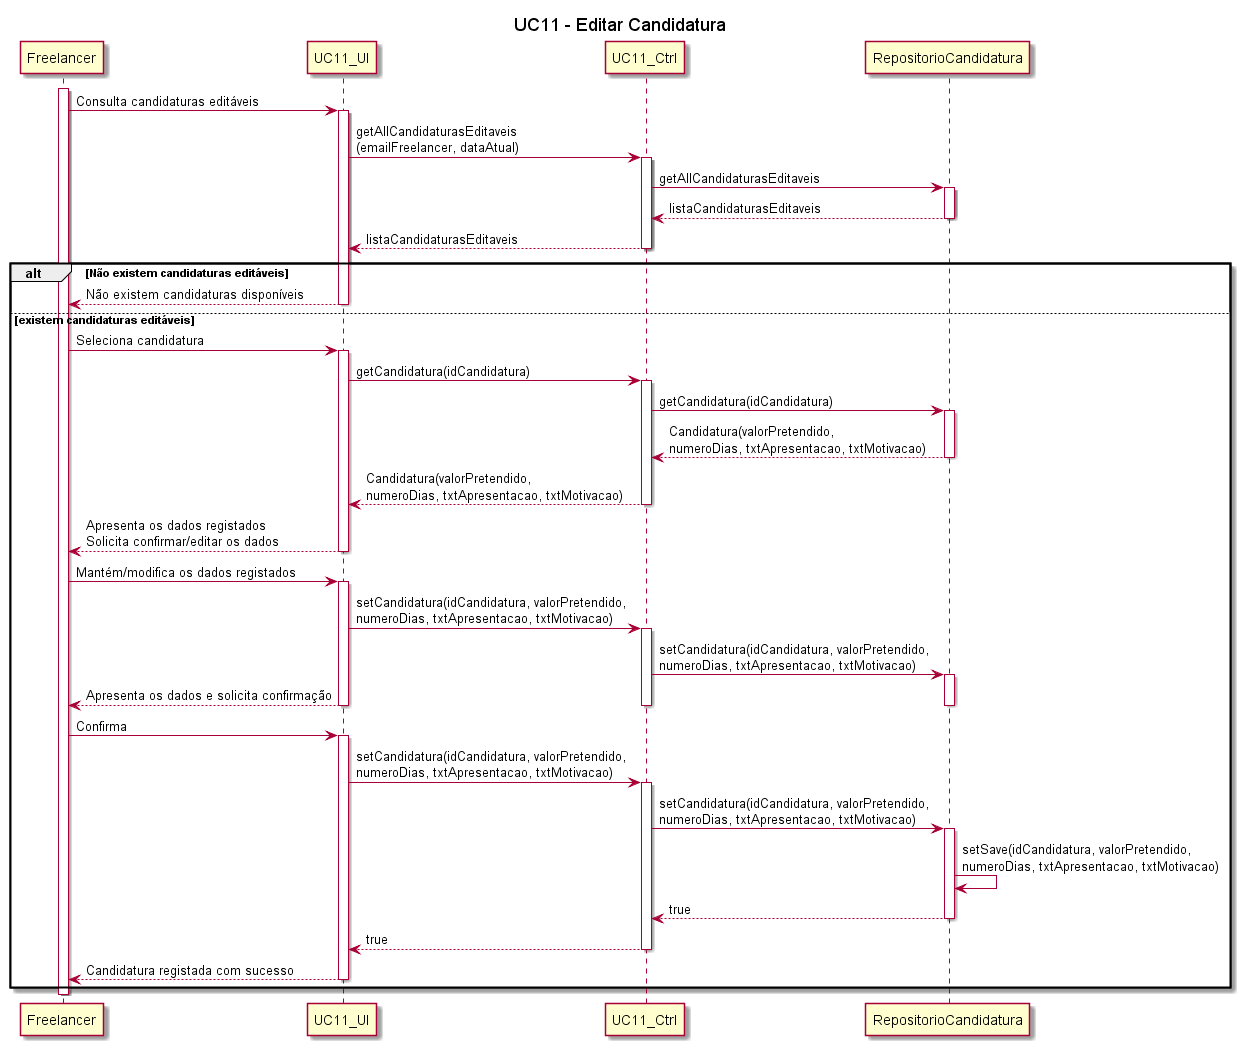 UC11 - Editar Candidatura
Freelancer
UC11_UI
UC11_Ctrl
RepositorioCandidatura
Consulta candidaturas editáveis
getAllCandidaturasEditaveis
(emailFreelancer, dataAtual)
getAllCandidaturasEditaveis
listaCandidaturasEditaveis
listaCandidaturasEditaveis
alt
[Não existem candidaturas editáveis]
Não existem candidaturas disponíveis
[existem candidaturas editáveis]
Seleciona candidatura
getCandidatura(idCandidatura)
getCandidatura(idCandidatura)
Candidatura(valorPretendido,
numeroDias, txtApresentacao, txtMotivacao)
Candidatura(valorPretendido,
numeroDias, txtApresentacao, txtMotivacao)
Apresenta os dados registados
Solicita confirmar/editar os dados
Mantém/modifica os dados registados
setCandidatura(idCandidatura, valorPretendido,
numeroDias, txtApresentacao, txtMotivacao)
setCandidatura(idCandidatura, valorPretendido,
numeroDias, txtApresentacao, txtMotivacao)
Apresenta os dados e solicita confirmação
Confirma
setCandidatura(idCandidatura, valorPretendido,
numeroDias, txtApresentacao, txtMotivacao)
setCandidatura(idCandidatura, valorPretendido,
numeroDias, txtApresentacao, txtMotivacao)
setSave(idCandidatura, valorPretendido,
numeroDias, txtApresentacao, txtMotivacao)
true
true
Candidatura registada com sucesso
Freelancer
UC11_UI
UC11_Ctrl
RepositorioCandidatura